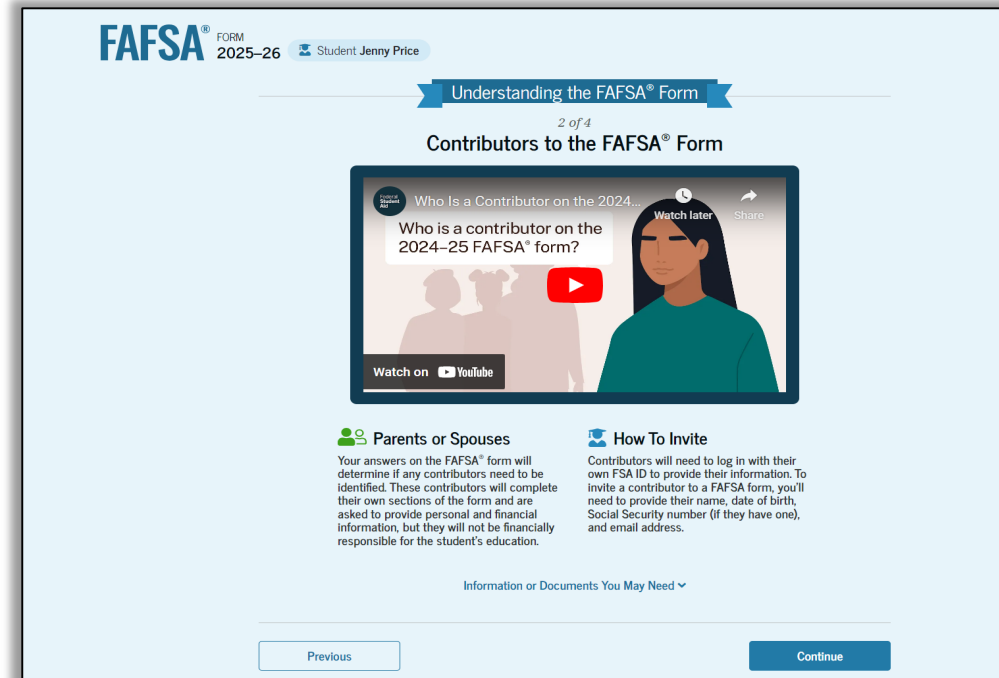 FAFSA® FORM
2025–26
Student Jenny Price
Understanding the FAFSA® Form
2 of 4
Contributors to the FAFSA® Form
Federal
Student
Aid
Who Is a Contributor on the 2024...
Watch later
Share
Who is a contributor on the
2024–25 FAFSA® form?
Watch on YouTube
Parents or Spouses
Your answers on the FAFSA® form will
determine if any contributors need to be
identified. These contributors will complete
their own sections of the form and are
asked to provide personal and financial
information, but they will not be financially
responsible for the student's education.
How To Invite
Contributors will need to log in with their
own FSA ID to provide their information. To
invite a contributor to a FAFSA form, you'll
need to provide their name, date of birth,
Social Security number (if they have one),
and email address.
Information or Documents You May Need
Previous
Continue